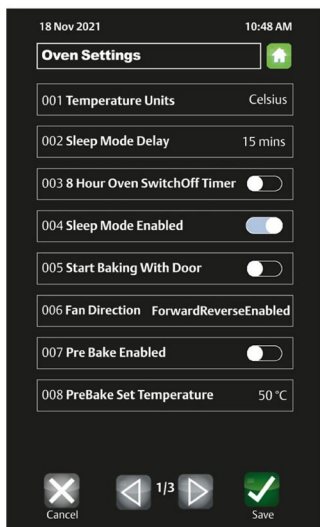 18 Nov 2021 10:48 AM
Oven Settings
001 Temperature Units Celsius
002 Sleep Mode Delay 15 mins
003 8 Hour Oven SwitchOff Timer
004 Sleep Mode Enabled
005 Start Baking With Door
006 Fan Direction ForwardReverseEnabled
007 Pre Bake Enabled
008 PreBake Set Temperature 50 °C
1/3
Cancel Save